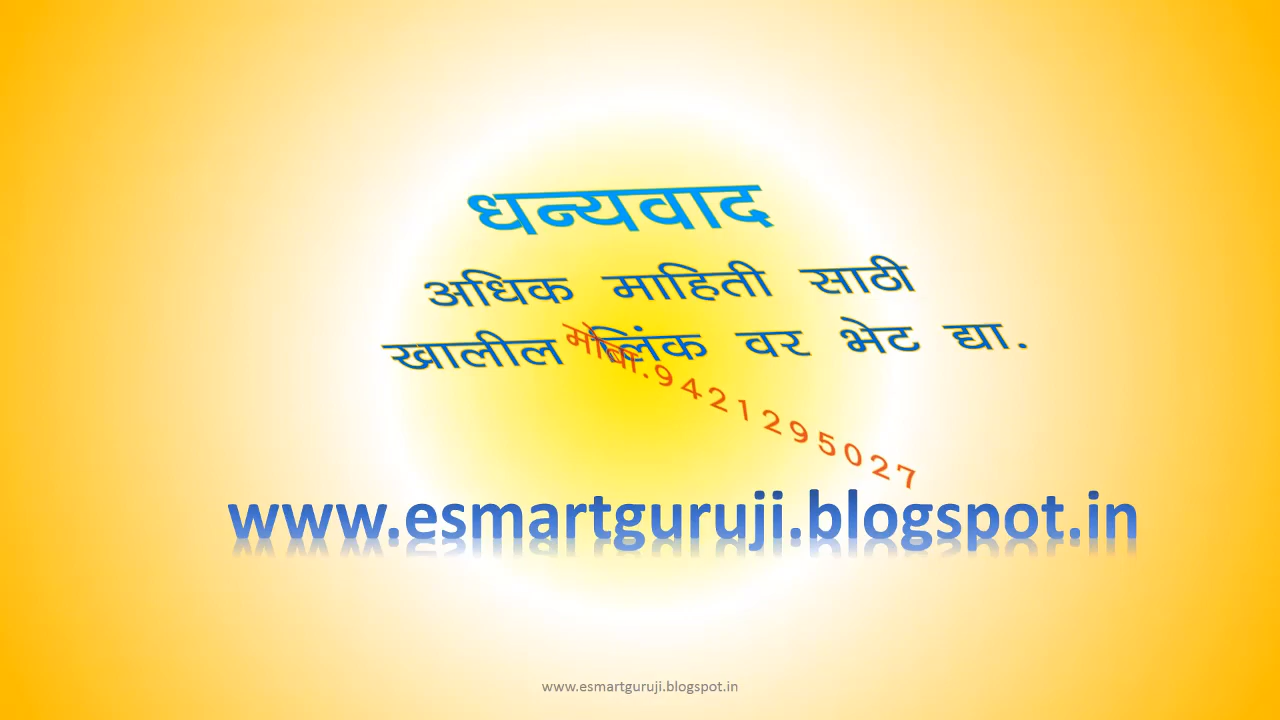 धन्यवाद
अधिक माहिती साठी
खालील लिंक वर भेट द्या.
मोबा.9421295027
www.esmartguruji.blogspot.in
www.esmartguruji.blogspot.in